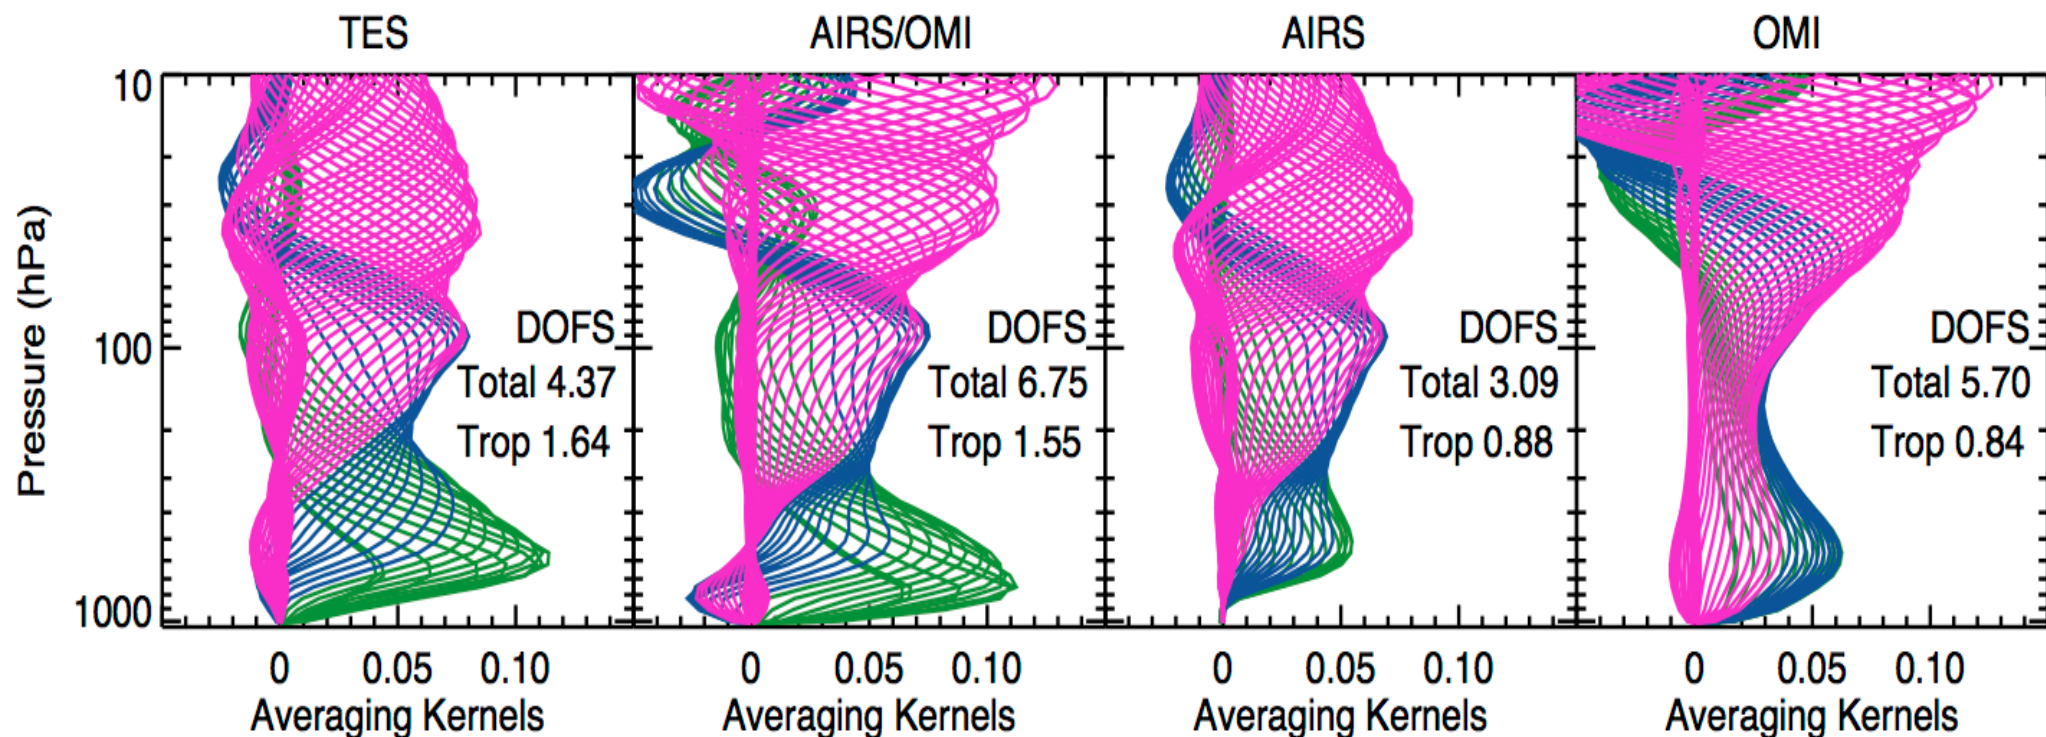 TES
AIRS/OMI
AIRS
OMI
Pressure (hPa)
10
100
1000
DOFS
Total 4.37
Trop 1.64
DOFS
Total 6.75
Trop 1.55
DOFS
Total 3.09
Trop 0.88
DOFS
Total 5.70
Trop 0.84
0 0.05 0.10
Averaging Kernels
0 0.05 0.10
Averaging Kernels
0 0.05 0.10
Averaging Kernels
0 0.05 0.10
Averaging Kernels